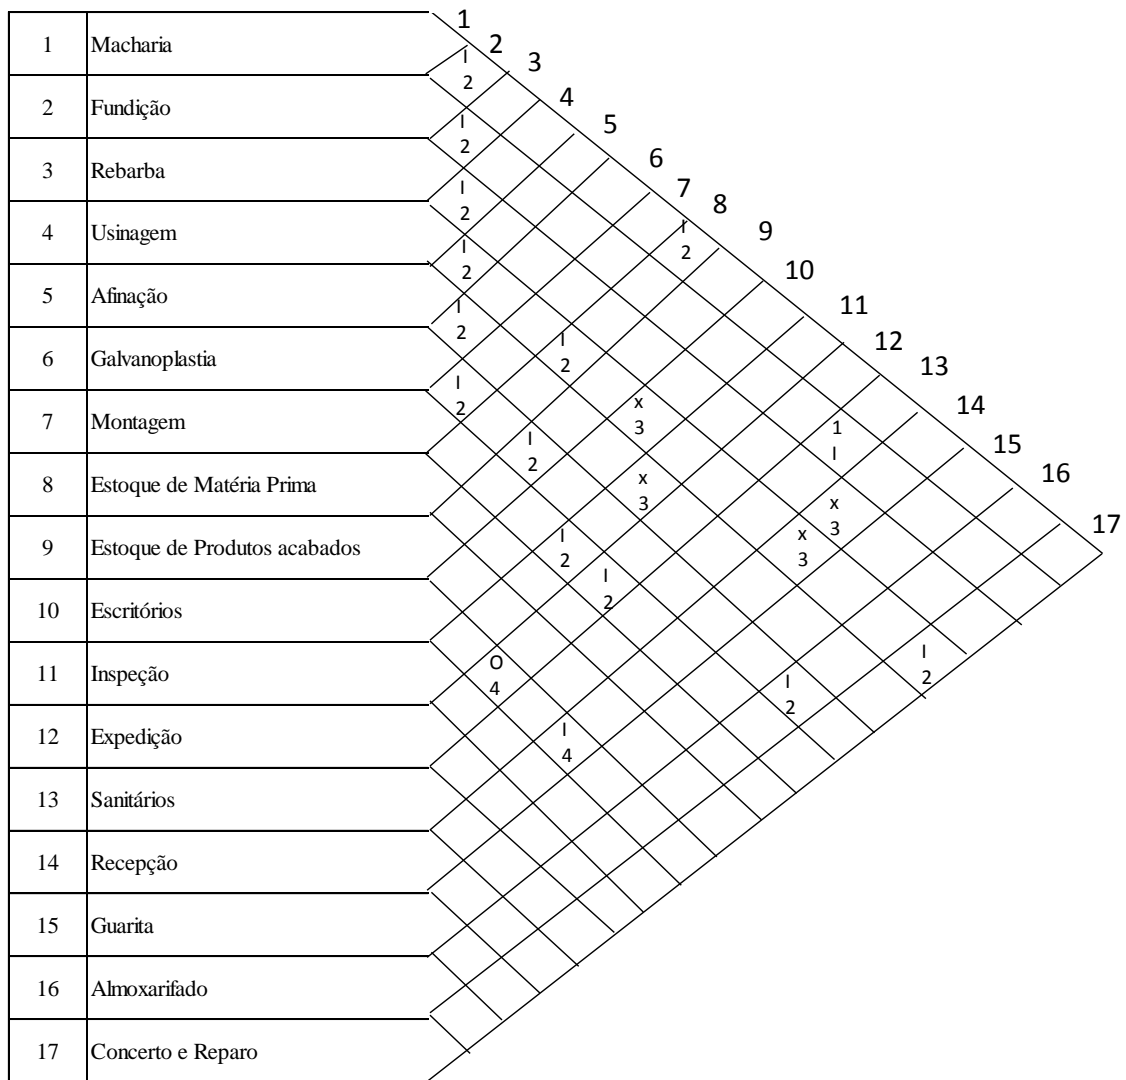 1 Macharia
2 Fundição
3 Rebarba
4 Usinagem
5 Afinação
6 Galvanoplastia
7 Montagem
8 Estoque de Matéria Prima
9 Estoque de Produtos acabados
10 Escritórios
11 Inspeção
12 Expedição
13 Sanitários
14 Recepção
15 Guarita
16 Almoxarifado
17 Concerto e Reparo
1
2
3
4
5
6
7
8
9
10
11
12
13
14
15
16
17
I
2
I
2
I
2
I
2
I
2
I
2
I
2
I
2
x
3
1
I
I
2
x
3
x
3
x
3
I
2
I
2
I
2
O
4
I
2
I
4